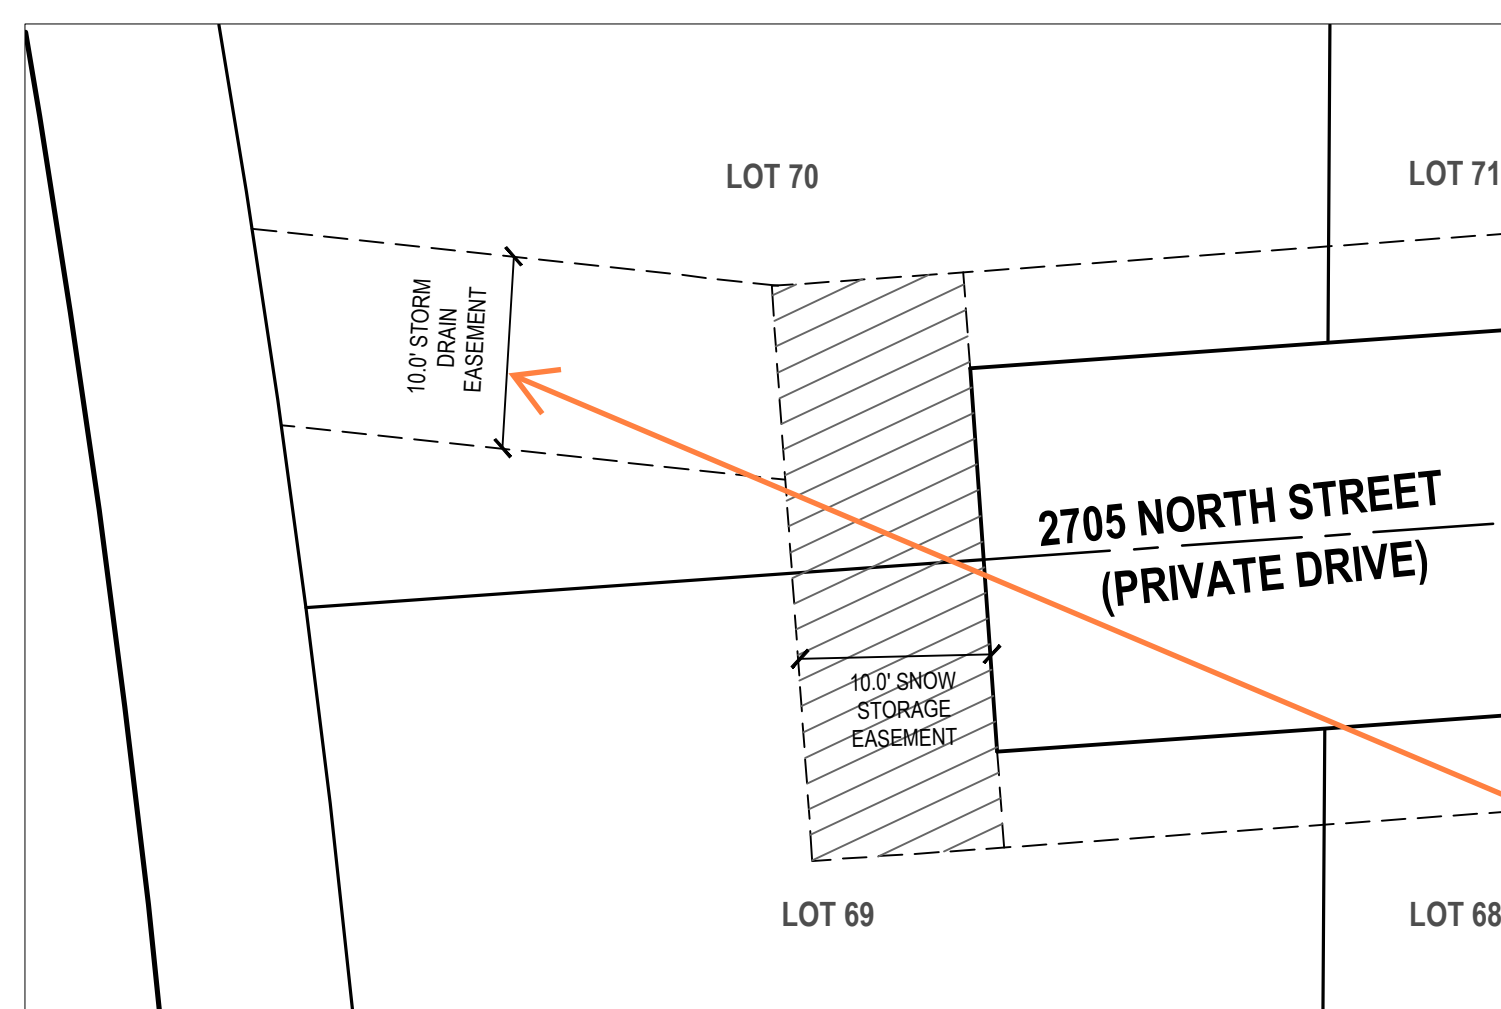 LOT 70
LOT 71
10.0' STORM
DRAIN
EASEMENT
2705 NORTH STREET
(PRIVATE DRIVE)
10.0' SNOW
STORAGE
EASEMENT
LOT 69
LOT 68